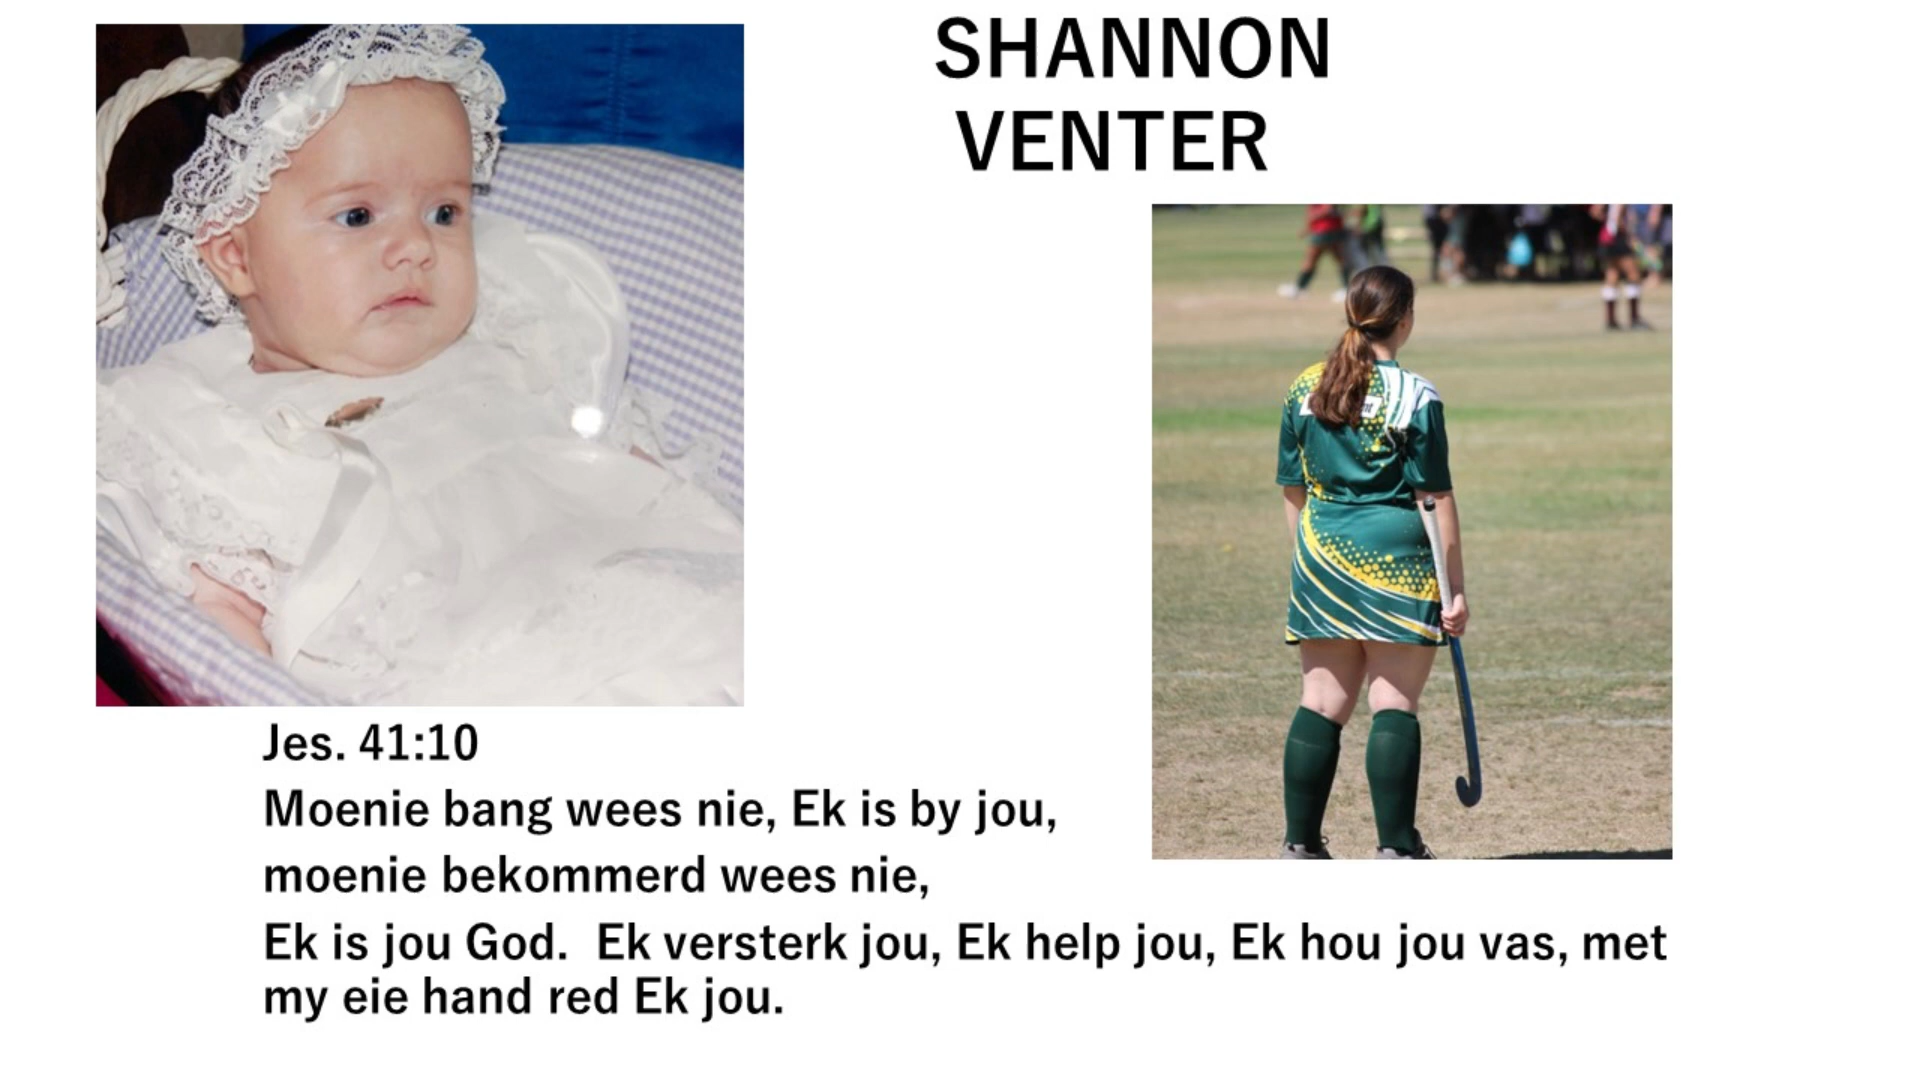 SHANNON
VENTER
Jes. 41:10
Moenie bang wees nie, Ek is by jou,
moenie bekommerd wees nie,
Ek is jou God.  Ek versterk jou, Ek help jou, Ek hou jou vas, met
my eie hand red Ek jou.